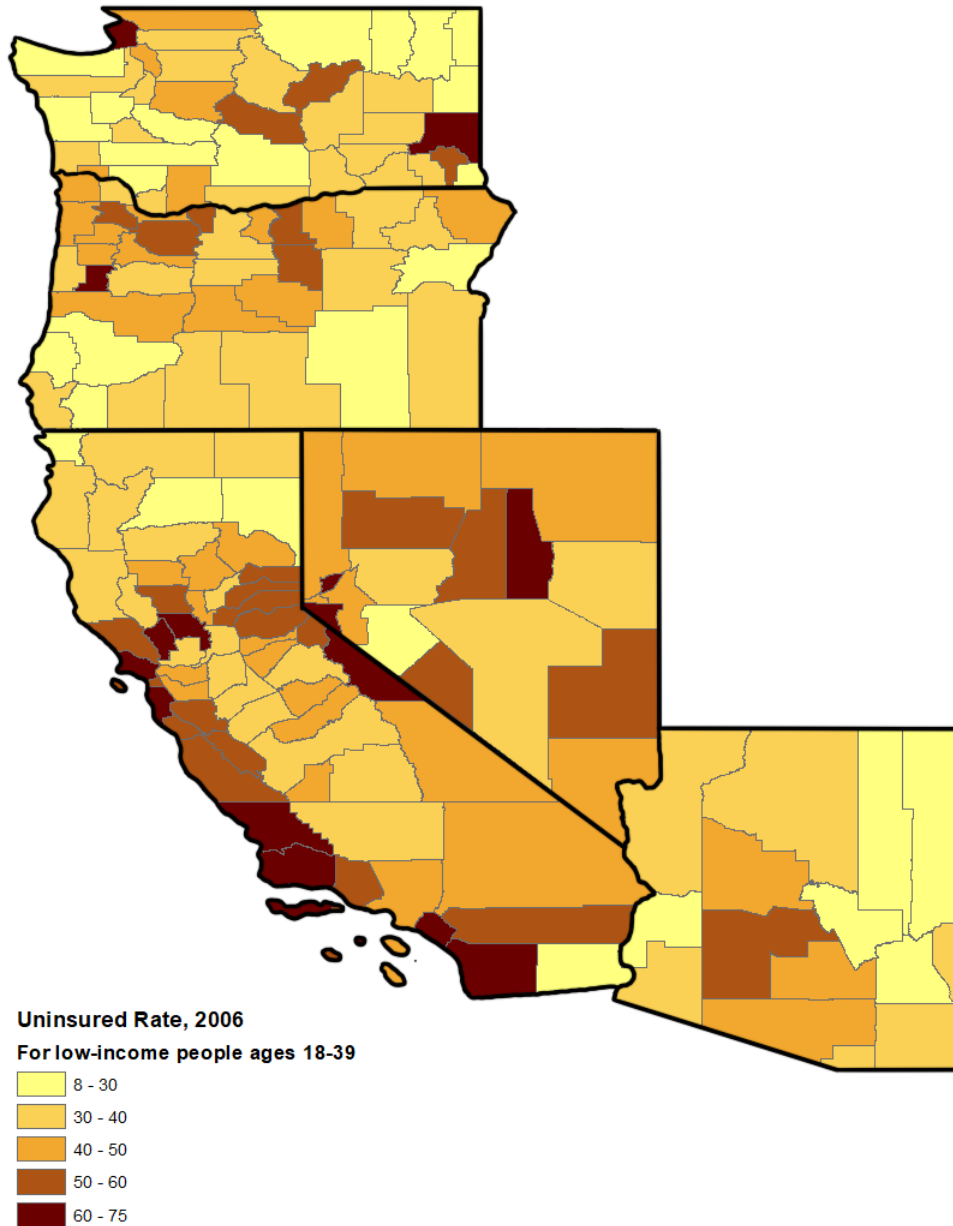 Uninsured Rate, 2006
For low-income people ages 18-39
8 - 30
30 - 40
40 - 50
50 - 60
60 - 75